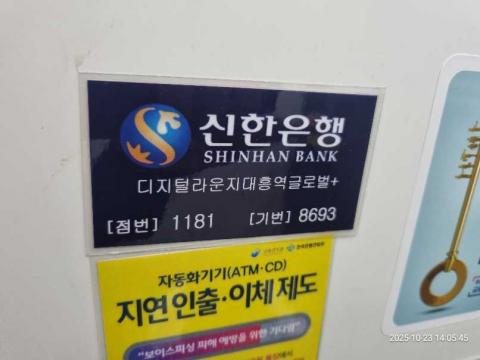 신한은행
SHINHAN BANK
디지털라운지대흥역글로벌+
[점번] 1181 [기번] 8693
자동화기기(ATM·CD)
지연인출·이체 제도
"보이스피싱 피해 예방을 위한 기다림"
2025-10-23 14:05:45